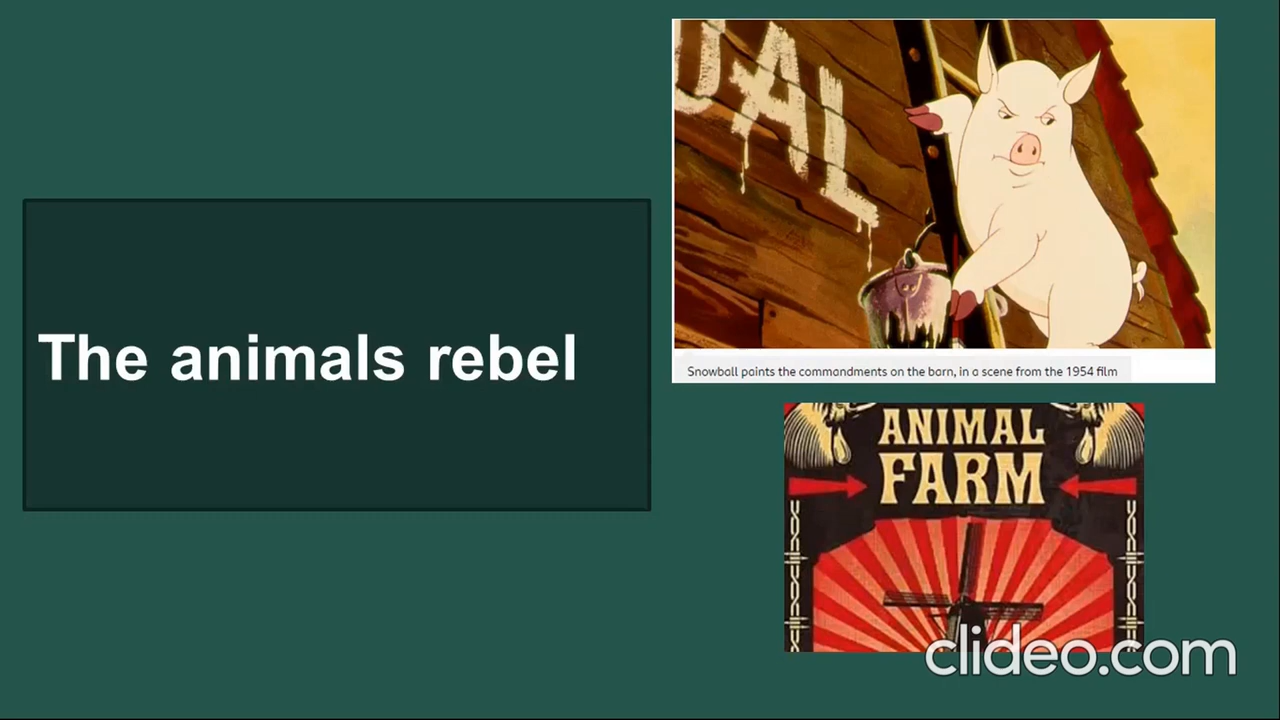 The animals rebel
UAL
Snowball paints the commandments on the barn, in a scene from the 1954 film
ANIMAL
FARM
clideo.com